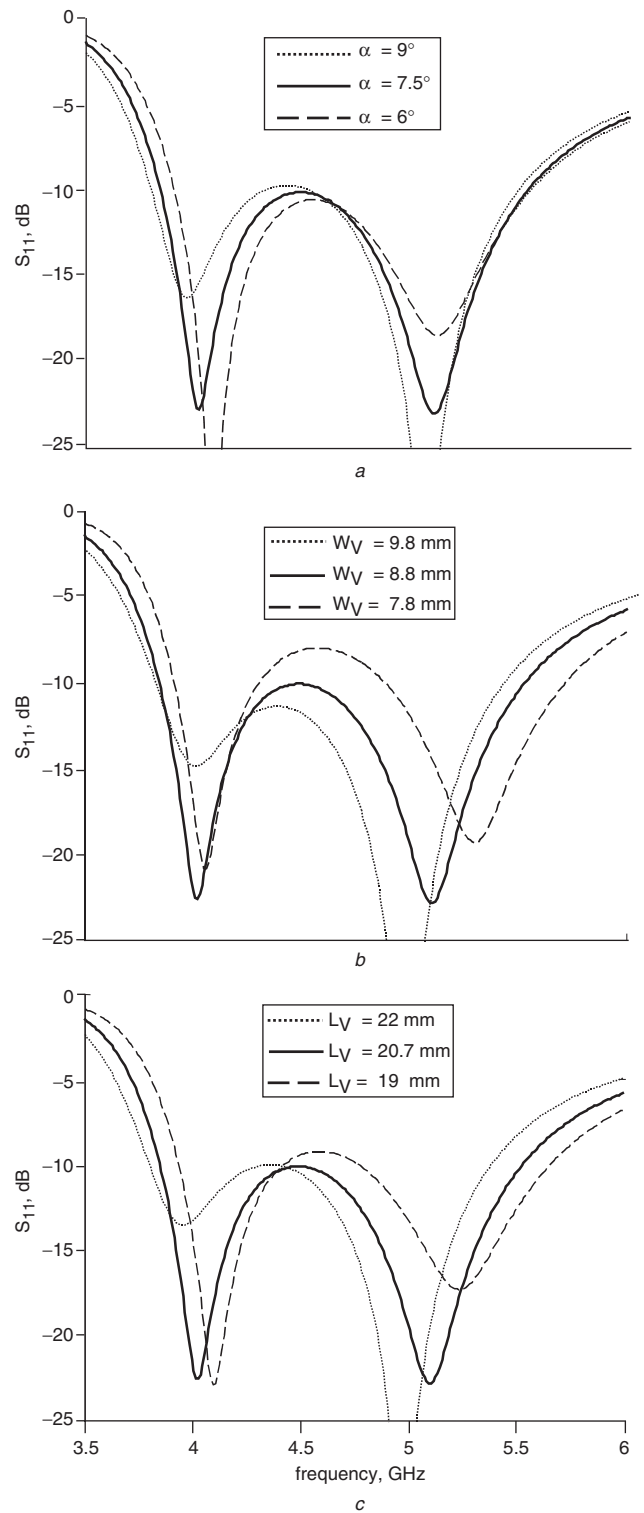 0
−5
−10
−15
−20
−25
S11, dB
α = 9°
α = 7.5°
α = 6°
a
0
−5
−10
−15
−20
−25
S11, dB
WV = 9.8 mm
WV = 8.8 mm
WV = 7.8 mm
b
0
−5
−10
−15
−20
−25
S11, dB
LV = 22 mm
LV = 20.7 mm
LV = 19 mm
3.5 4 4.5 5 5.5 6
frequency, GHz
c